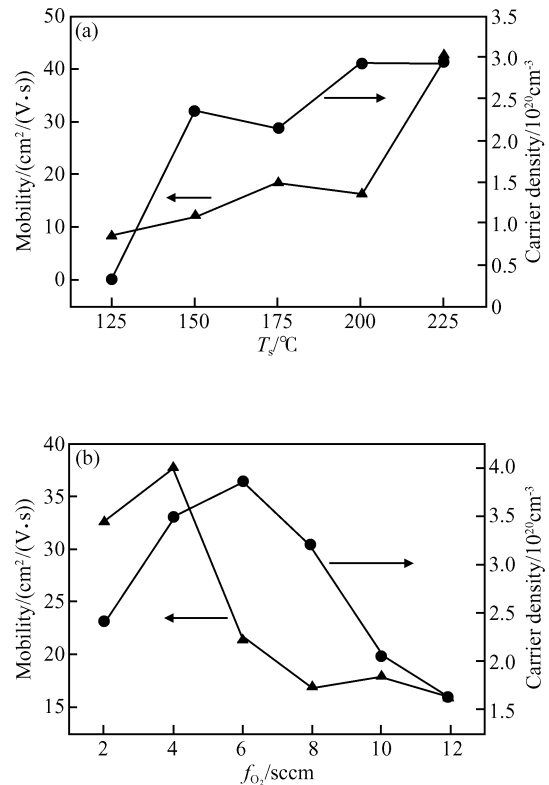 (a)
50
40
30
20
10
0
Mobility/(cm²/(V·s))
3.5
3.0
2.5
2.0
1.5
1.0
0.5
0
Carrier density/10²⁰cm⁻³
125 150 175 200 225
Tₛ/℃
(b)
40
35
30
25
20
15
Mobility/(cm²/(V·s))
4.0
3.5
3.0
2.5
2.0
1.5
Carrier density/10²⁰cm⁻³
2 4 6 8 10 12
f_O₂/sccm